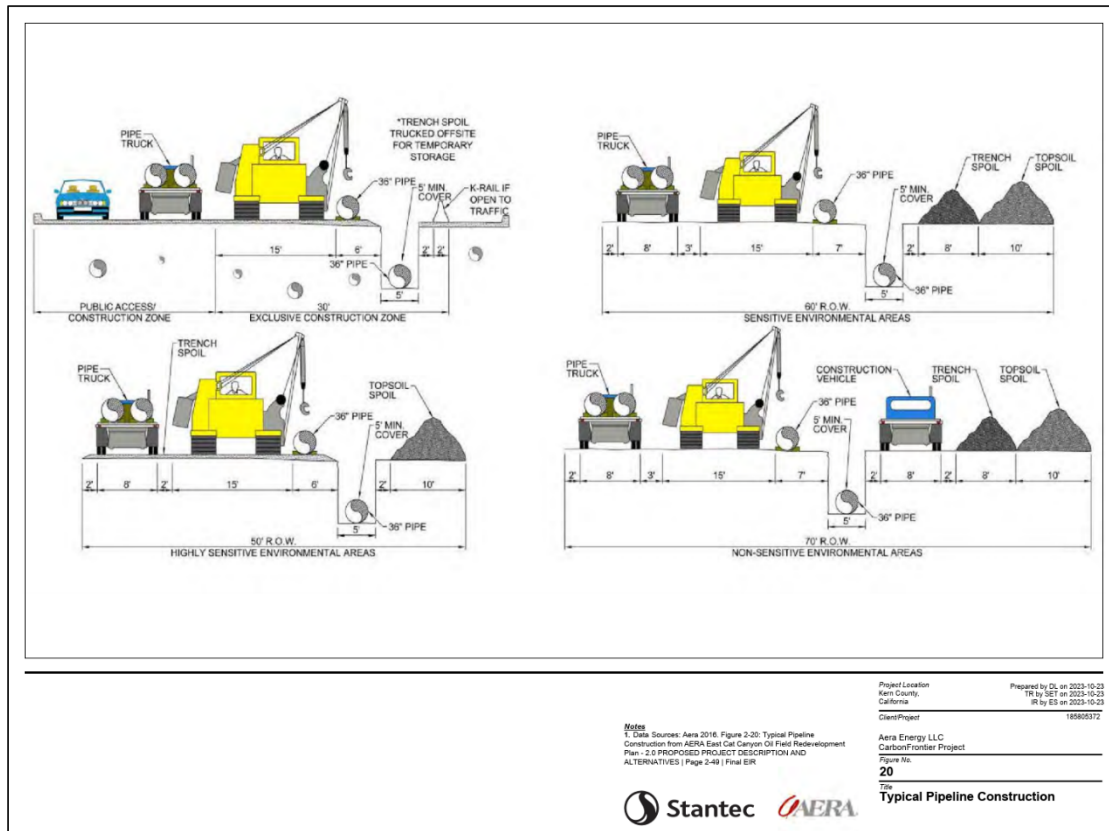 *TRENCH SPOIL
TRUCKED OFFSITE
FOR TEMPORARY
STORAGE
PIPE
TRUCK
36" PIPE
5' MIN.
COVER
K-RAIL IF
OPEN TO
TRAFFIC
15'
6'
2'
2'
36" PIPE
5'
PUBLIC ACCESS/
CONSTRUCTION ZONE
30'
EXCLUSIVE CONSTRUCTION ZONE
PIPE
TRUCK
36" PIPE
5' MIN.
COVER
TRENCH
SPOIL
TOPSOIL
SPOIL
2'
8'
3'
15'
7'
2'
8'
10'
36" PIPE
5'
60' R.O.W.
SENSITIVE ENVIRONMENTAL AREAS
TRENCH
SPOIL
PIPE
TRUCK
36" PIPE
5' MIN.
COVER
TOPSOIL
SPOIL
2'
8'
2'
15'
6'
2'
10'
36" PIPE
5'
50' R.O.W.
HIGHLY SENSITIVE ENVIRONMENTAL AREAS
PIPE
TRUCK
36" PIPE
5' MIN.
COVER
CONSTRUCTION
VEHICLE
TRENCH
SPOIL
TOPSOIL
SPOIL
2'
8'
3'
15'
7'
2'
8'
2'
8'
10'
36" PIPE
5'
70' R.O.W.
NON-SENSITIVE ENVIRONMENTAL AREAS
Notes
1. Data Sources: Aera 2016. Figure 2-20: Typical Pipeline
Construction from AERA East Cat Canyon Oil Field Redevelopment
Plan - 2.0 PROPOSED PROJECT DESCRIPTION AND
ALTERNATIVES | Page 2-49 | Final EIR
Stantec
AERA
Project Location
Kern County,
California
Prepared by DL on 2023-10-23
TR by SET on 2023-10-23
IR by ES on 2023-10-23
Client/Project
185805372
Aera Energy LLC
CarbonFrontier Project
Figure No.
20
Title
Typical Pipeline Construction